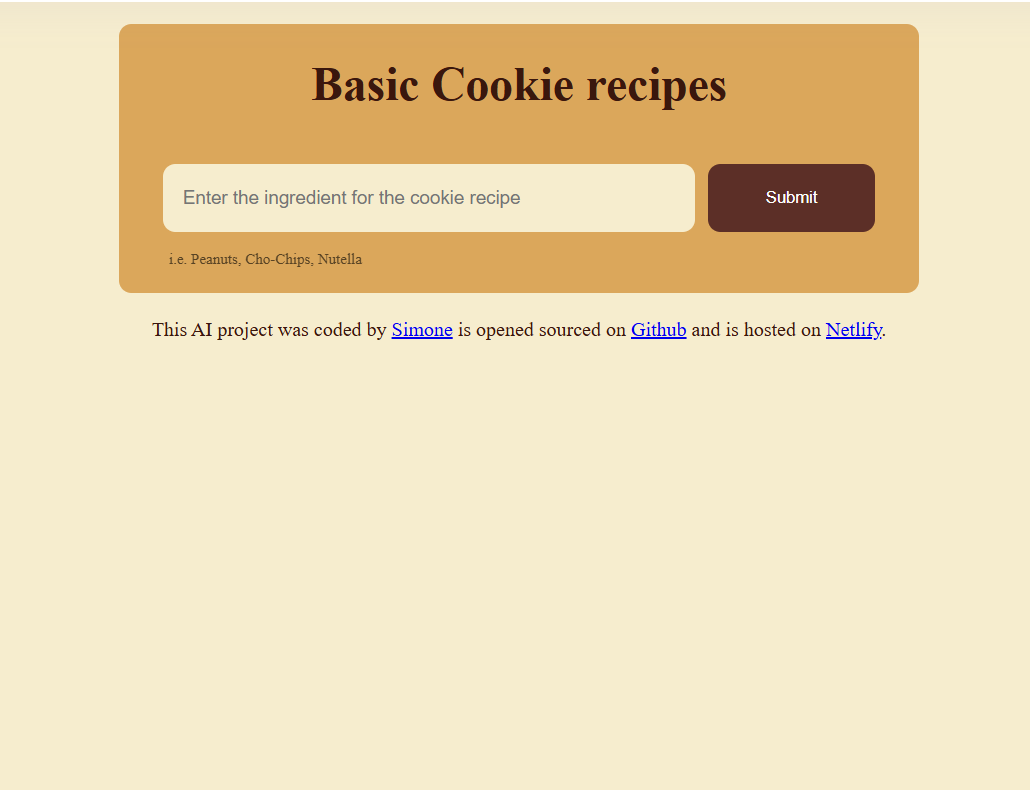 Basic Cookie recipes
Enter the ingredient for the cookie recipe
Submit
i.e. Peanuts, Cho-Chips, Nutella
This AI project was coded by Simone is opened sourced on Github and is hosted on Netlify.